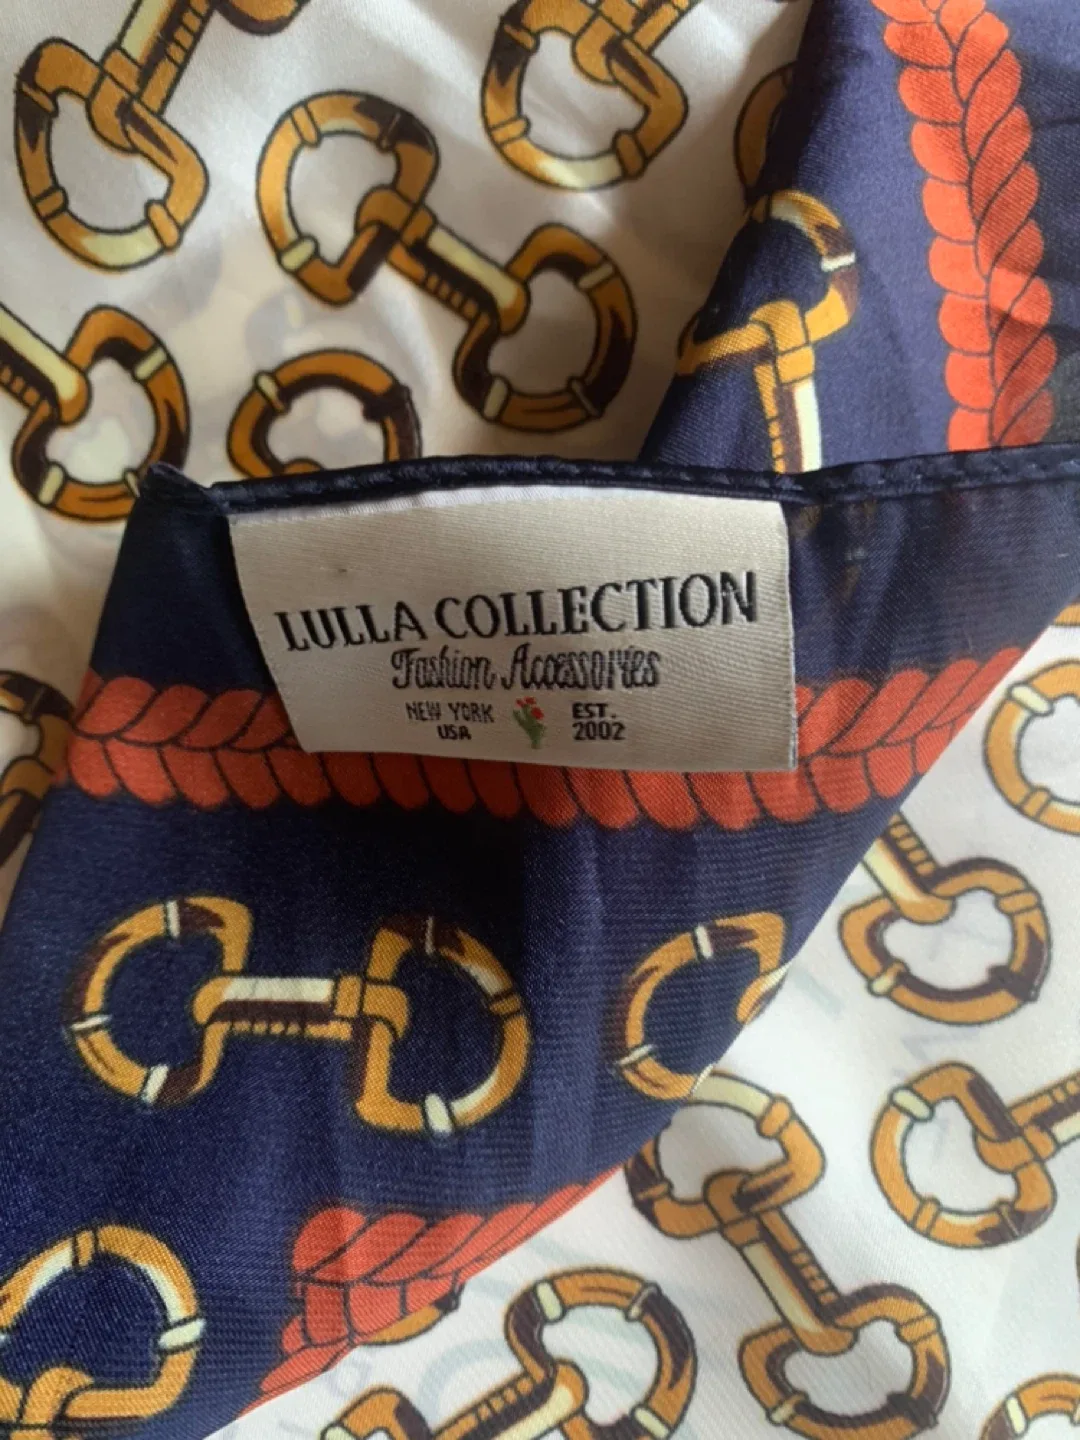 LULLA COLLECTION
Fashion Accessories
NEW YORK EST.
USA 2002